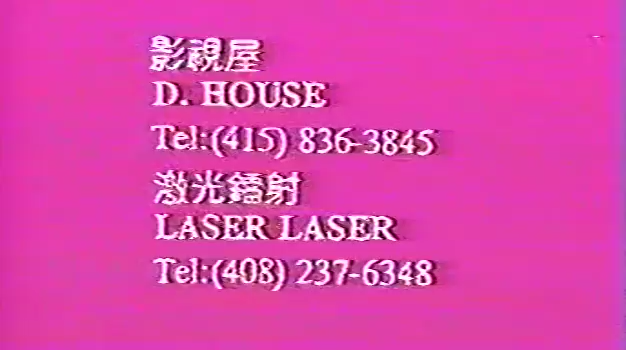 影視屋
D. HOUSE
Tel:(415) 836-3845
激光鐳射
LASER LASER
Tel:(408) 237-6348